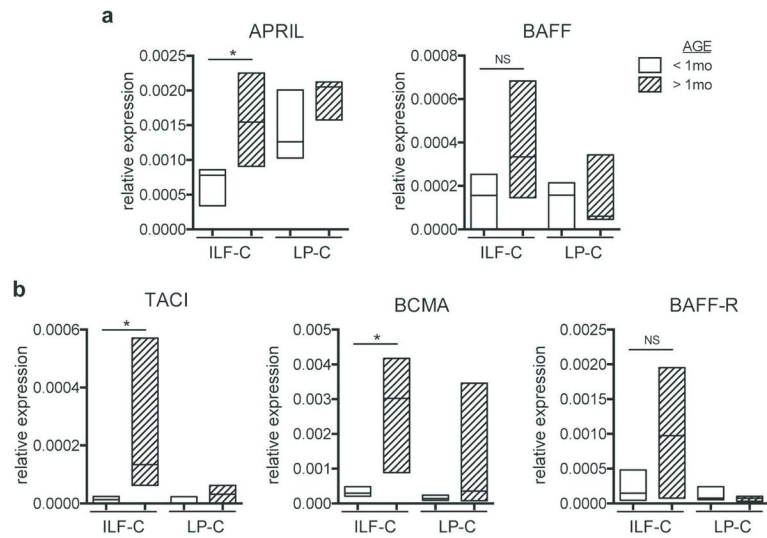 a
APRIL
BAFF
AGE
< 1mo
> 1mo
relative expression
0.0025
0.0020
0.0015
0.0010
0.0005
0.0000
*
ILF-C LP-C
relative expression
0.0008
0.0006
0.0004
0.0002
0.0000
NS
ILF-C LP-C
b
TACI
BCMA
BAFF-R
relative expression
0.0006
0.0004
0.0002
0.0000
*
ILF-C LP-C
relative expression
0.005
0.004
0.003
0.002
0.001
0.000
*
ILF-C LP-C
relative expression
0.0025
0.0020
0.0015
0.0010
0.0005
0.0000
NS
ILF-C LP-C